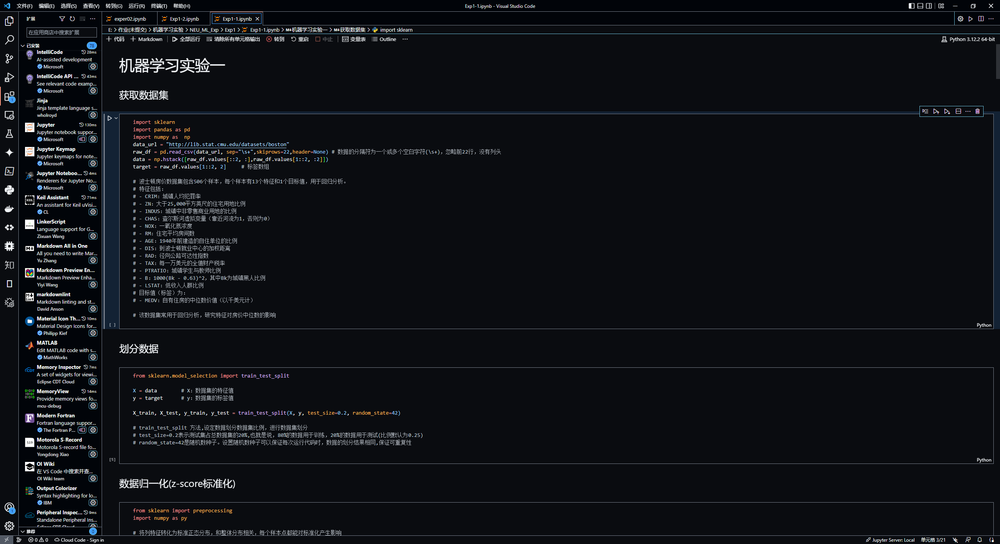 文件(F) 编辑(E) 选择(S) 查看(V) 转到(G) 运行(R) 终端(T) 帮助(H)
Exp1-1.ipynb - Visual Studio Code
扩展
在应用商店中搜索扩展
已安装 78
IntelliCode 28ms
AI-assisted development
Microsoft
IntelliCode API ... 43ms
See relevant code examp...
Microsoft
Jinja
Jinja template language s...
wholroyd
Jupyter 130ms
Jupyter notebook suppor...
Microsoft
Jupyter Keymap
Jupyter keymaps for note...
Microsoft
Jupyter Noteboo... 4ms
Renderers for Jupyter No...
Microsoft
Keil Assistant 71ms
An assistant for Keil uVisi...
CL
LinkerScript
Language support for G...
Zixuan Wang
Markdown All in One
All you need to write Mar...
Yu Zhang
Markdown Preview En...
Markdown Preview Enha...
Yiyi Wang
markdownlint
Markdown linting and st...
David Anson
Material Icon Th... 10ms
Material Design Icons for...
Philipp Kief
MATLAB
Edit MATLAB code with s...
MathWorks
Memory Inspector 7ms
A set of widgets for viewi...
Eclipse CDT Cloud
MemoryView 14ms
Provide memory views fo...
mcu-debug
Modern Fortran
Fortran language suppor...
The Fortran P...
Motorola S-Record
Motorola S-record file fo...
Yongdong Xiao
OI Wiki
在 VS Code 中搜索并查...
OI Wiki team
Output Colorizer
Syntax highlighting for lo...
IBM
Peripheral Inspec... 9ms
Standalone Peripheral Ins...
Eclipse CDT Cloud
推荐 0
exper02.ipynb Exp1-2.ipynb Exp1-1.ipynb
E: > 作业(未提交) > 机器学习实验 > NEU_ML_Exp > Exp1 > Exp1-1.ipynb > M↓机器学习实验一 > M↓获取数据集 > import sklearn
+ 代码 + Markdown 全部运行 清除所有单元格输出 转到 重启 中止 变量表 Outline ...
Python 3.12.2 64-bit
机器学习实验一
获取数据集
import sklearn
import pandas as pd
import numpy as  np
data_url = "http://lib.stat.cmu.edu/datasets/boston"
raw_df = pd.read_csv(data_url, sep="\s+",skiprows=22,header=None) # 数据的分隔符为一个或多个空白字符(\s+)，忽略前22行，没有列头
data = np.hstack([raw_df.values[::2, :],raw_df.values[1::2, :2]])
target = raw_df.values[1::2, 2]     # 标签数组
# 波士顿房价数据集包含506个样本，每个样本有13个特征和1个目标值，用于回归分析。
# 特征包括：
# - CRIM：城镇人均犯罪率
# - ZN：大于25,000平方英尺的住宅用地比例
# - INDUS：城镇中非零售商业用地的比例
# - CHAS：查尔斯河虚拟变量（靠近河流为1，否则为0）
# - NOX：一氧化氮浓度
# - RM：住宅平均房间数
# - AGE：1940年前建造的自住单位的比例
# - DIS：到波士顿就业中心的加权距离
# - RAD：径向公路可达性指数
# - TAX：每一万美元的全值财产税率
# - PTRATIO：城镇学生与教师比例
# - B：1000(Bk - 0.63)^2，其中Bk为城镇黑人比例
# - LSTAT：低收入人群比例
# 目标值（标签）为：
# - MEDV：自有住房的中位数价值（以千美元计）
# 该数据集常用于回归分析，研究特征对房价中位数的影响
[ ]
Python
划分数据
from sklearn.model_selection import train_test_split
X = data        # X：数据集的特征值
y = target      # y：数据集的标签值
X_train, X_test, y_train, y_test = train_test_split(X, y, test_size=0.2, random_state=42)
# train_test_split 方法,设定数据划分数据集比例，进行数据集划分
# test_size=0.2表示测试集占总数据集的20%,也就是说，80%的数据用于训练，20%的数据用于测试(比例默认为0.25)
# random_state=42是随机数种子。设置随机数种子可以保证每次运行代码时，数据的划分结果相同,保证可重复性
[5]
Python
数据归一化(z-score标准化)
from sklearn import preprocessing
import numpy as py
# 将列特征转化为标准正态分布，和整体分布相关，每个样本点都能对标准化产生影响
0 0 Cloud Code - Sign in
Jupyter Server: Local 单元格 3/21